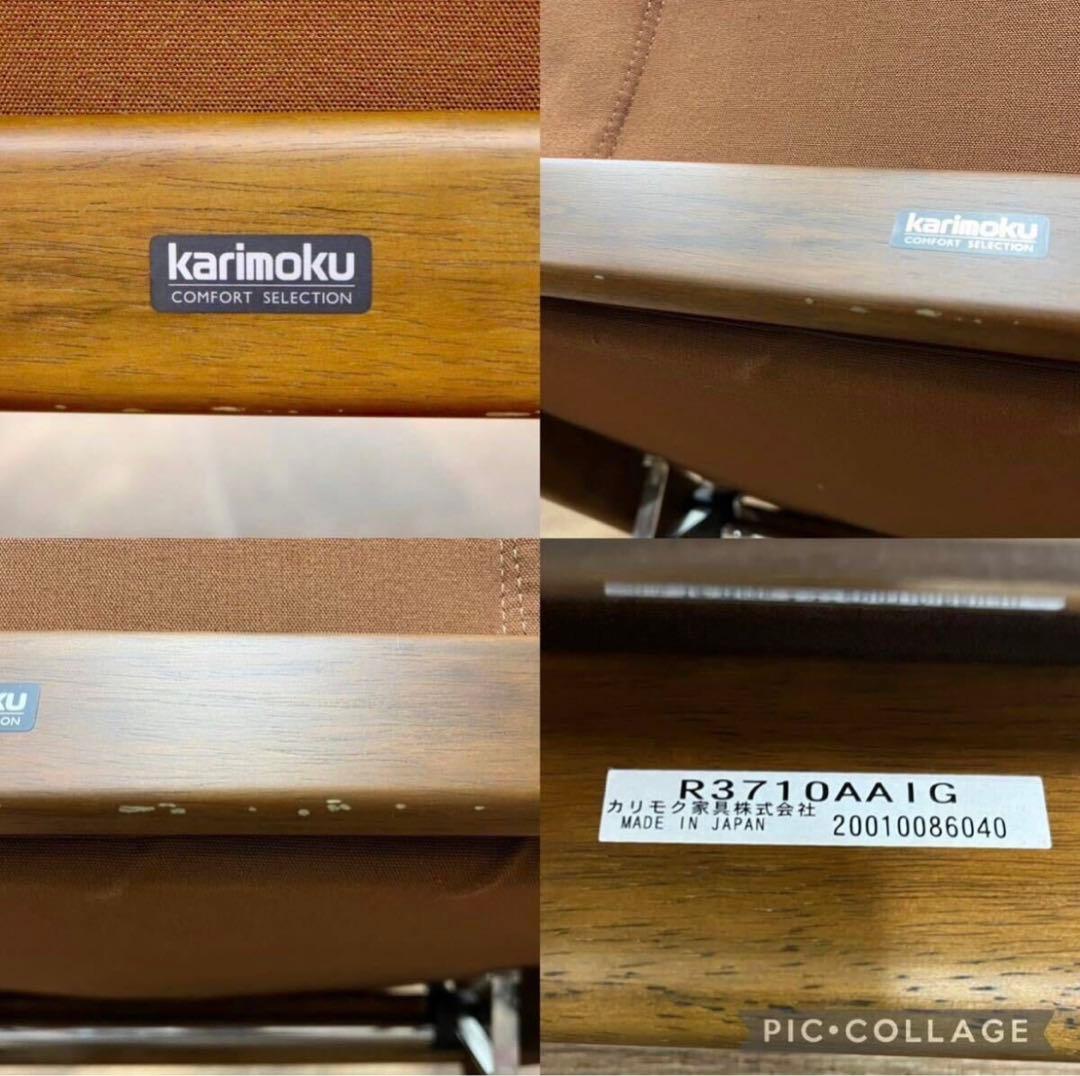 karimoku
COMFORT SELECTION
karimoku
COMFORT SELECTION
KU
ON
R3710AAIG
カリモク家具株式会社
MADE IN JAPAN 20010086040
PIC•COLLAGE